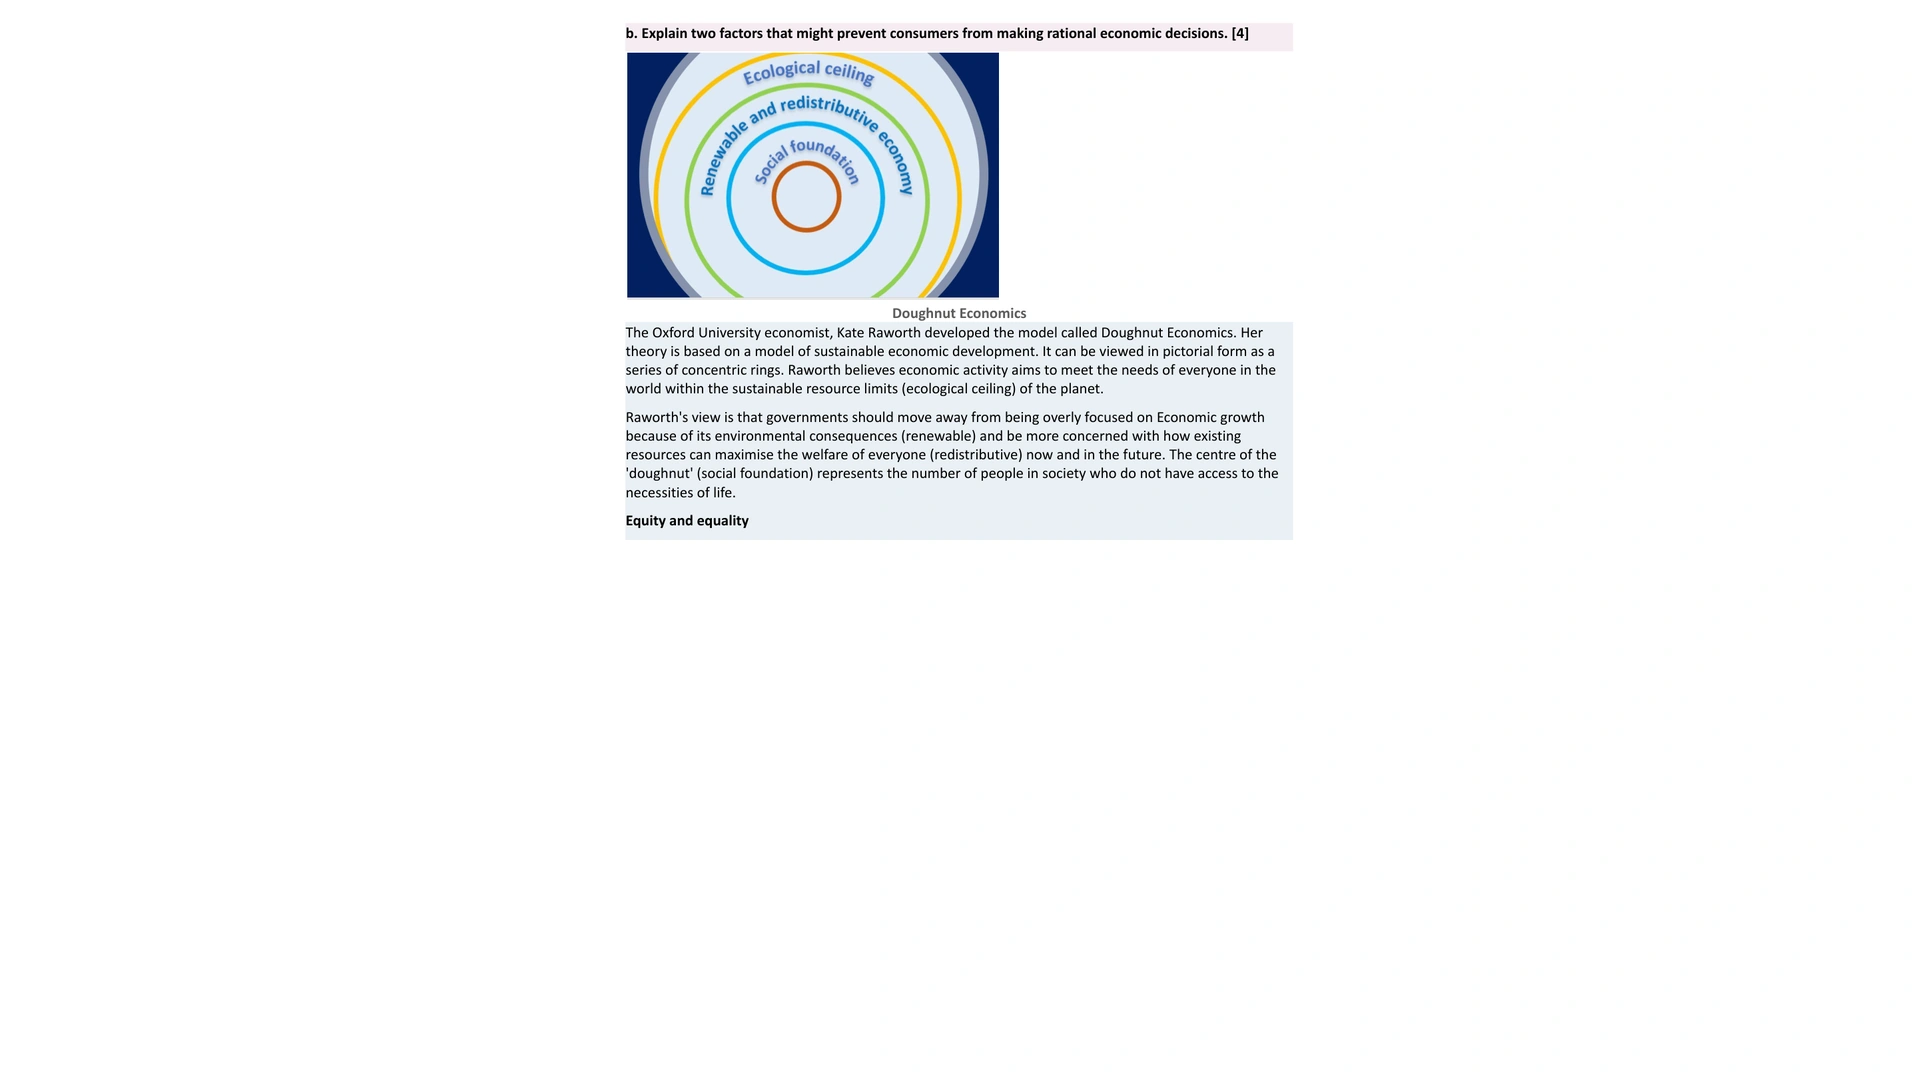 b. Explain two factors that might prevent consumers from making rational economic decisions. [4]
Ecological ceiling
Renewable and redistributive economy
Social foundation
Doughnut Economics
The Oxford University economist, Kate Raworth developed the model called Doughnut Economics. Her
theory is based on a model of sustainable economic development. It can be viewed in pictorial form as a
series of concentric rings. Raworth believes economic activity aims to meet the needs of everyone in the
world within the sustainable resource limits (ecological ceiling) of the planet.
Raworth's view is that governments should move away from being overly focused on Economic growth
because of its environmental consequences (renewable) and be more concerned with how existing
resources can maximise the welfare of everyone (redistributive) now and in the future. The centre of the
'doughnut' (social foundation) represents the number of people in society who do not have access to the
necessities of life.
Equity and equality